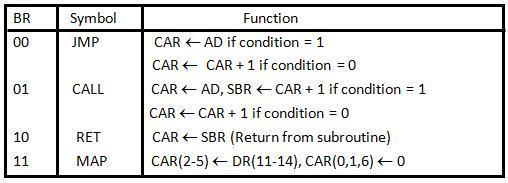 BR Symbol Function
00 JMP CAR ← AD if condition = 1
CAR ← CAR + 1 if condition = 0
01 CALL CAR ← AD, SBR ← CAR + 1 if condition = 1
CAR ← CAR + 1 if condition = 0
10 RET CAR ← SBR (Return from subroutine)
11 MAP CAR(2-5) ← DR(11-14), CAR(0,1,6) ← 0